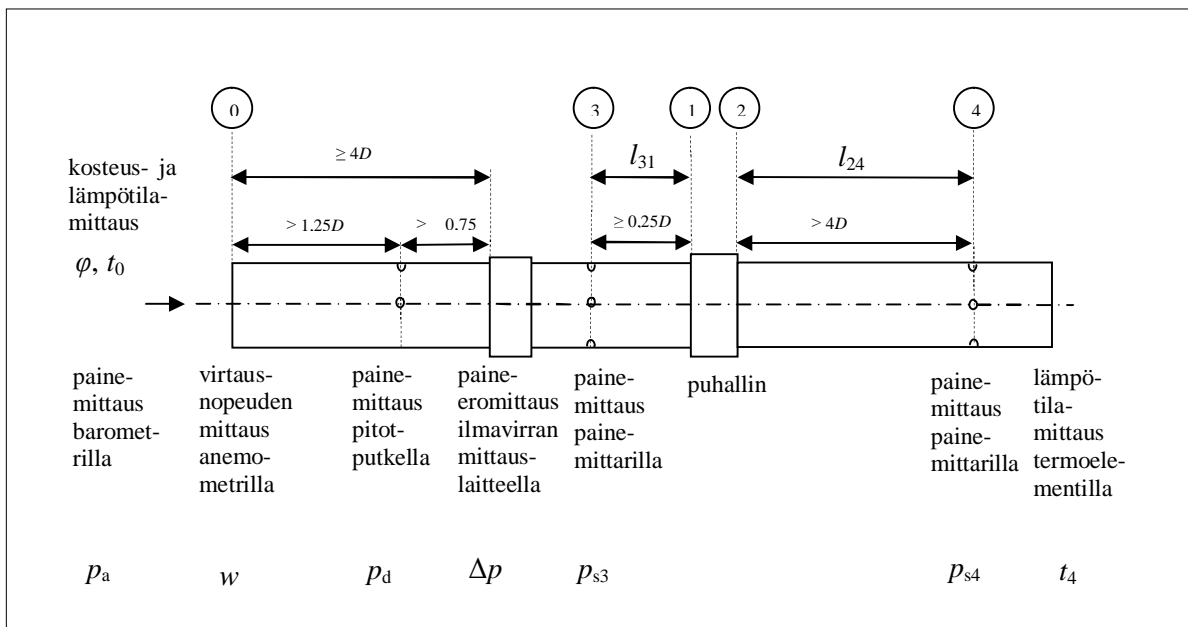 0
3
1
2
4
≥ 4D
l31
l24
kosteus- ja
lämpötila-
mittaus
φ, t0
> 1.25D
> 0.75
≥ 0.25D
> 4D
paine-
mittaus
baromet-
rilla
virtaus-
nopeuden
mittaus
anemo-
metrilla
paine-
mittaus
pitot-
putkella
paine-
eromittaus
ilmavirran
mittaus-
laitteella
paine-
mittaus
paine-
mittarilla
puhallin
paine-
mittaus
paine-
mittarilla
lämpö-
tila-
mittaus
termoele-
mentilla
pa
w
pd
Δp
ps3
ps4
t4